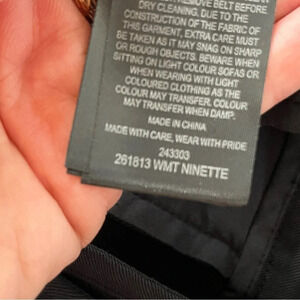 REMOVE BELT BEFORE
DRY CLEANING. DUE TO THE
CONSTRUCTION OF THE FABRIC OF
THIS GARMENT, EXTRA CARE MUST
BE TAKEN AS IT MAY SNAG ON SHARP
OR ROUGH OBJECTS. BEWARE WHEN
SITTING ON LIGHT COLOUR SOFAS OR
WHEN WEARING WITH LIGHT
COLOURED CLOTHING AS THE
COLOUR MAY TRANSFER. COLOUR
MAY TRANSFER WHEN DAMP.
MADE IN CHINA
MADE WITH CARE, WEAR WITH PRIDE
243303
261813 WMT NINETTE